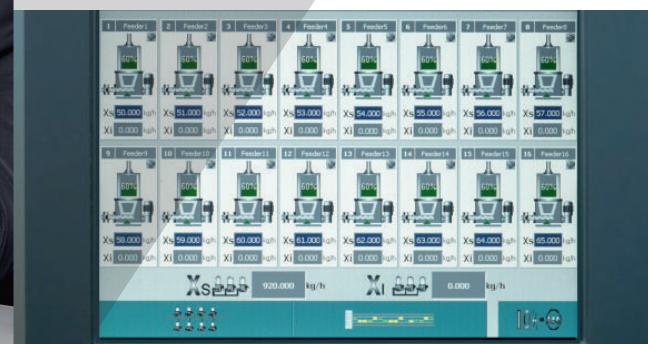 1 Feeder1 2 Feeder2 3 Feeder3 4 Feeder4 5 Feeder5 6 Feeder6 7 Feeder7 8 Feeder8
60% 60% 60% 60% 60% 60% 60% 60%
Xs 50.000 kg/h Xs 51.000 kg/h Xs 52.000 kg/h Xs 53.000 kg/h Xs 54.000 kg/h Xs 55.000 kg/h Xs 56.000 kg/h Xs 57.000 kg/h
Xi 0.000 kg/h Xi 0.000 kg/h Xi 0.000 kg/h Xi 0.000 kg/h Xi 0.000 kg/h Xi 0.000 kg/h Xi 0.000 kg/h Xi 0.000 kg/h
9 Feeder9 10 Feeder10 11 Feeder11 12 Feeder12 13 Feeder13 14 Feeder14 15 Feeder15 16 Feeder16
60% 60% 60% 60% 60% 60% 60% 60%
Xs 58.000 kg/h Xs 59.000 kg/h Xs 60.000 kg/h Xs 61.000 kg/h Xs 62.000 kg/h Xs 63.000 kg/h Xs 64.000 kg/h Xs 65.000 kg/h
Xi 0.000 kg/h Xi 0.000 kg/h Xi 0.000 kg/h Xi 0.000 kg/h Xi 0.000 kg/h Xi 0.000 kg/h Xi 0.000 kg/h Xi 0.000 kg/h
Xs 920.000 kg/h XI 0.000 kg/h